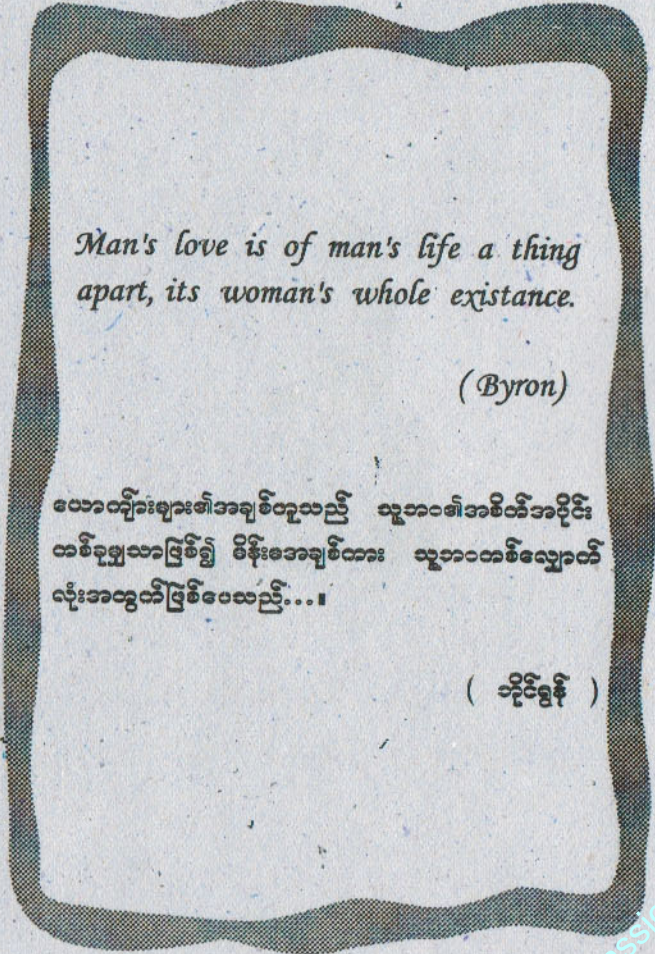 Man's love is of man's life a thing
apart, its woman's whole existance.
(Byron)
ယောကျ်ားများ၏အချစ်ဟူသည် သူ့ဘဝ၏အစိတ်အပိုင်း
တစ်ခုမျှသာဖြစ်၍ မိန်းမအချစ်ကား သူ့ဘဝတစ်လျှောက်
လုံးအတွက်ဖြစ်ပေသည်...။
( ဘိုင်ရွန် )